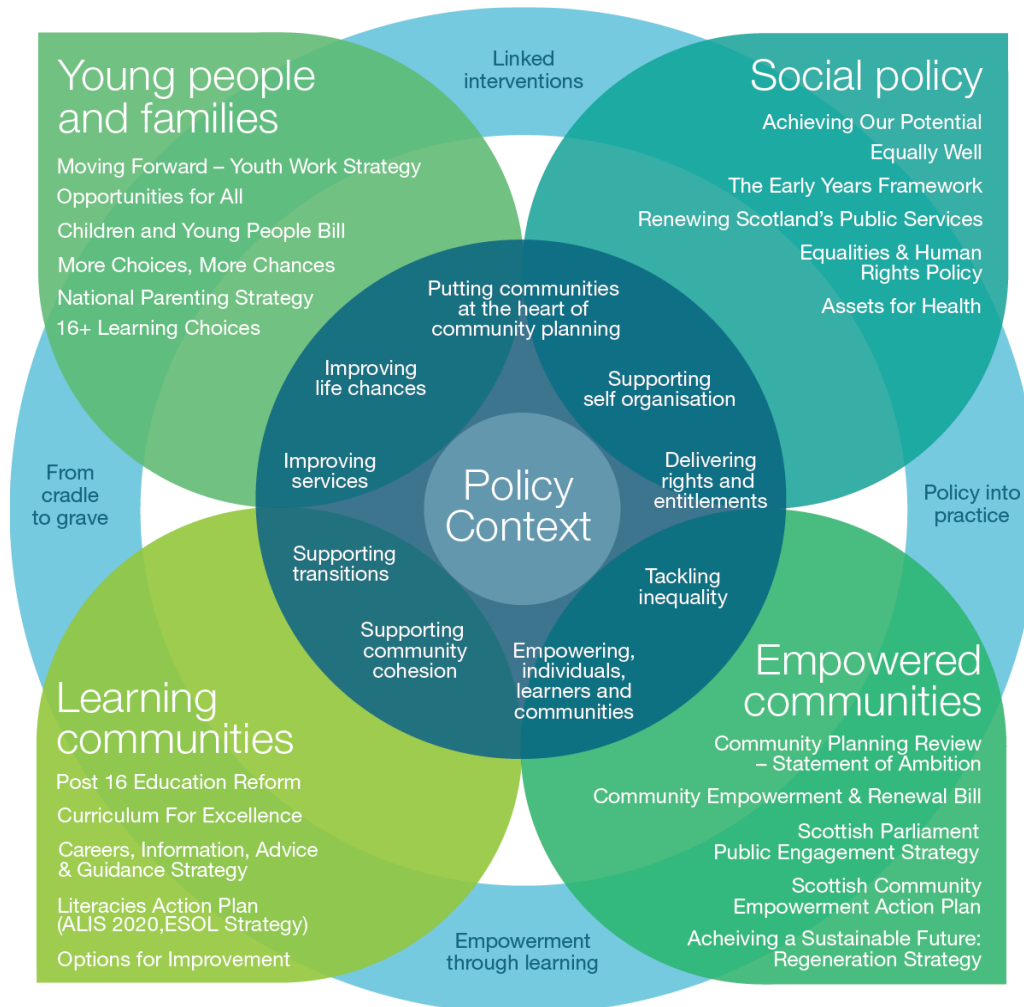 Linked
interventions
Young people
and families
Moving Forward – Youth Work Strategy
Opportunities for All
Children and Young People Bill
More Choices, More Chances
National Parenting Strategy
16+ Learning Choices
Social policy
Achieving Our Potential
Equally Well
The Early Years Framework
Renewing Scotland's Public Services
Equalities & Human
Rights Policy
Assets for Health
Putting communities
at the heart of
community planning
Improving
life chances
Supporting
self organisation
Improving
services
Delivering
rights and
entitlements
Policy
Context
From
cradle
to grave
Policy into
practice
Supporting
transitions
Tackling
inequality
Supporting
community
cohesion
Empowering,
individuals,
learners and
communities
Learning
communities
Post 16 Education Reform
Curriculum For Excellence
Careers, Information, Advice
& Guidance Strategy
Literacies Action Plan
(ALIS 2020,ESOL Strategy)
Options for Improvement
Empowered
communities
Community Planning Review
– Statement of Ambition
Community Empowerment & Renewal Bill
Scottish Parliament
Public Engagement Strategy
Scottish Community
Empowerment Action Plan
Acheiving a Sustainable Future:
Regeneration Strategy
Empowerment
through learning